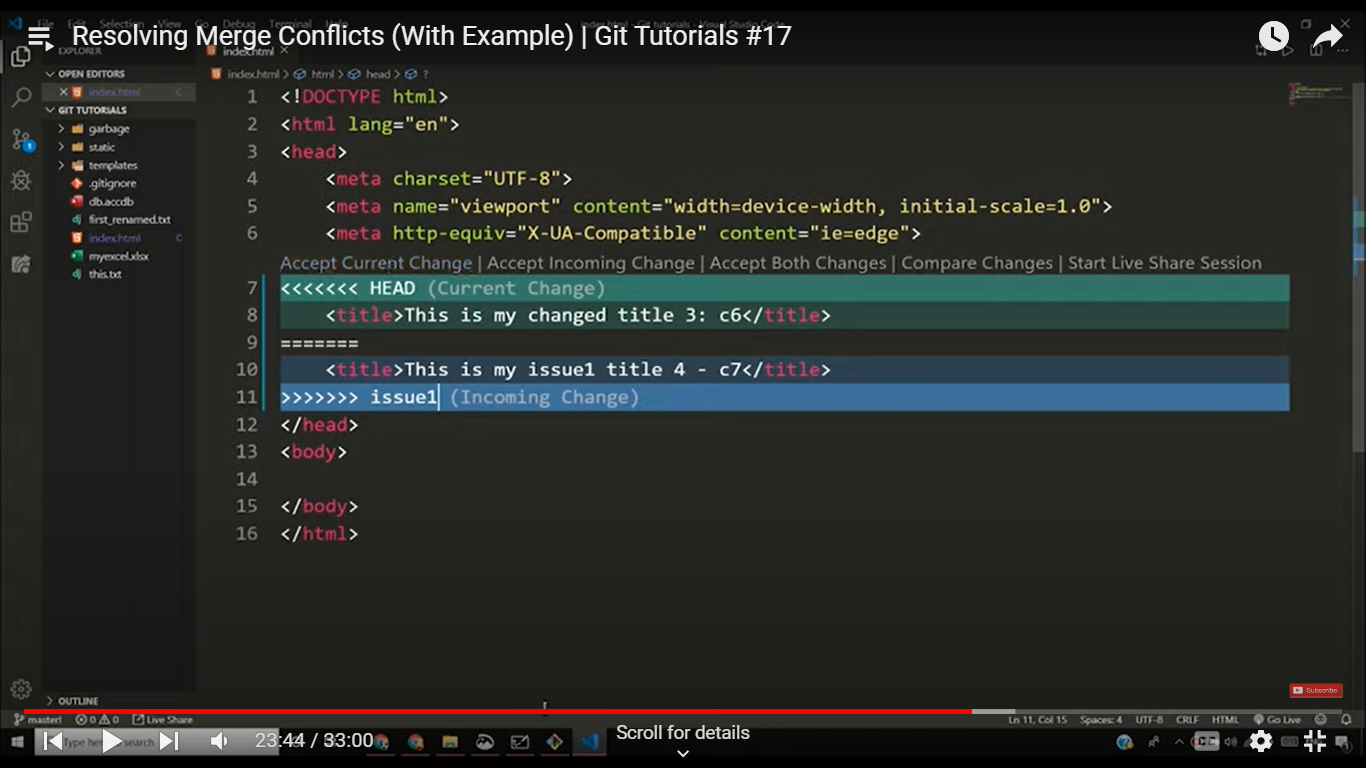 Resolving Merge Conflicts (With Example) | Git Tutorials #17
File Edit Selection View Go Debug Terminal Help
EXPLORER
index.html
OPEN EDITORS
index.html C
GIT TUTORIALS
garbage
static
templates
.gitignore
db.accdb
first_renamed.txt
index.html C
myexcel.xlsx
this.txt
OUTLINE
index.html > html > head > ?
1 <!DOCTYPE html>
2 <html lang="en">
3 <head>
4 <meta charset="UTF-8">
5 <meta name="viewport" content="width=device-width, initial-scale=1.0">
6 <meta http-equiv="X-UA-Compatible" content="ie=edge">
Accept Current Change | Accept Incoming Change | Accept Both Changes | Compare Changes | Start Live Share Session
7 <<<<<<< HEAD (Current Change)
8 <title>This is my changed title 3: c6</title>
9 =======
10 <title>This is my issue1 title 4 - c7</title>
11 >>>>>>> issue1 (Incoming Change)
12 </head>
13 <body>
14
15 </body>
16 </html>
Subscribe
master! 0 0 Live Share
Ln 11, Col 15 Spaces: 4 UTF-8 CRLF HTML Go Live
Type here search
23:44 / 33:00
Scroll for details